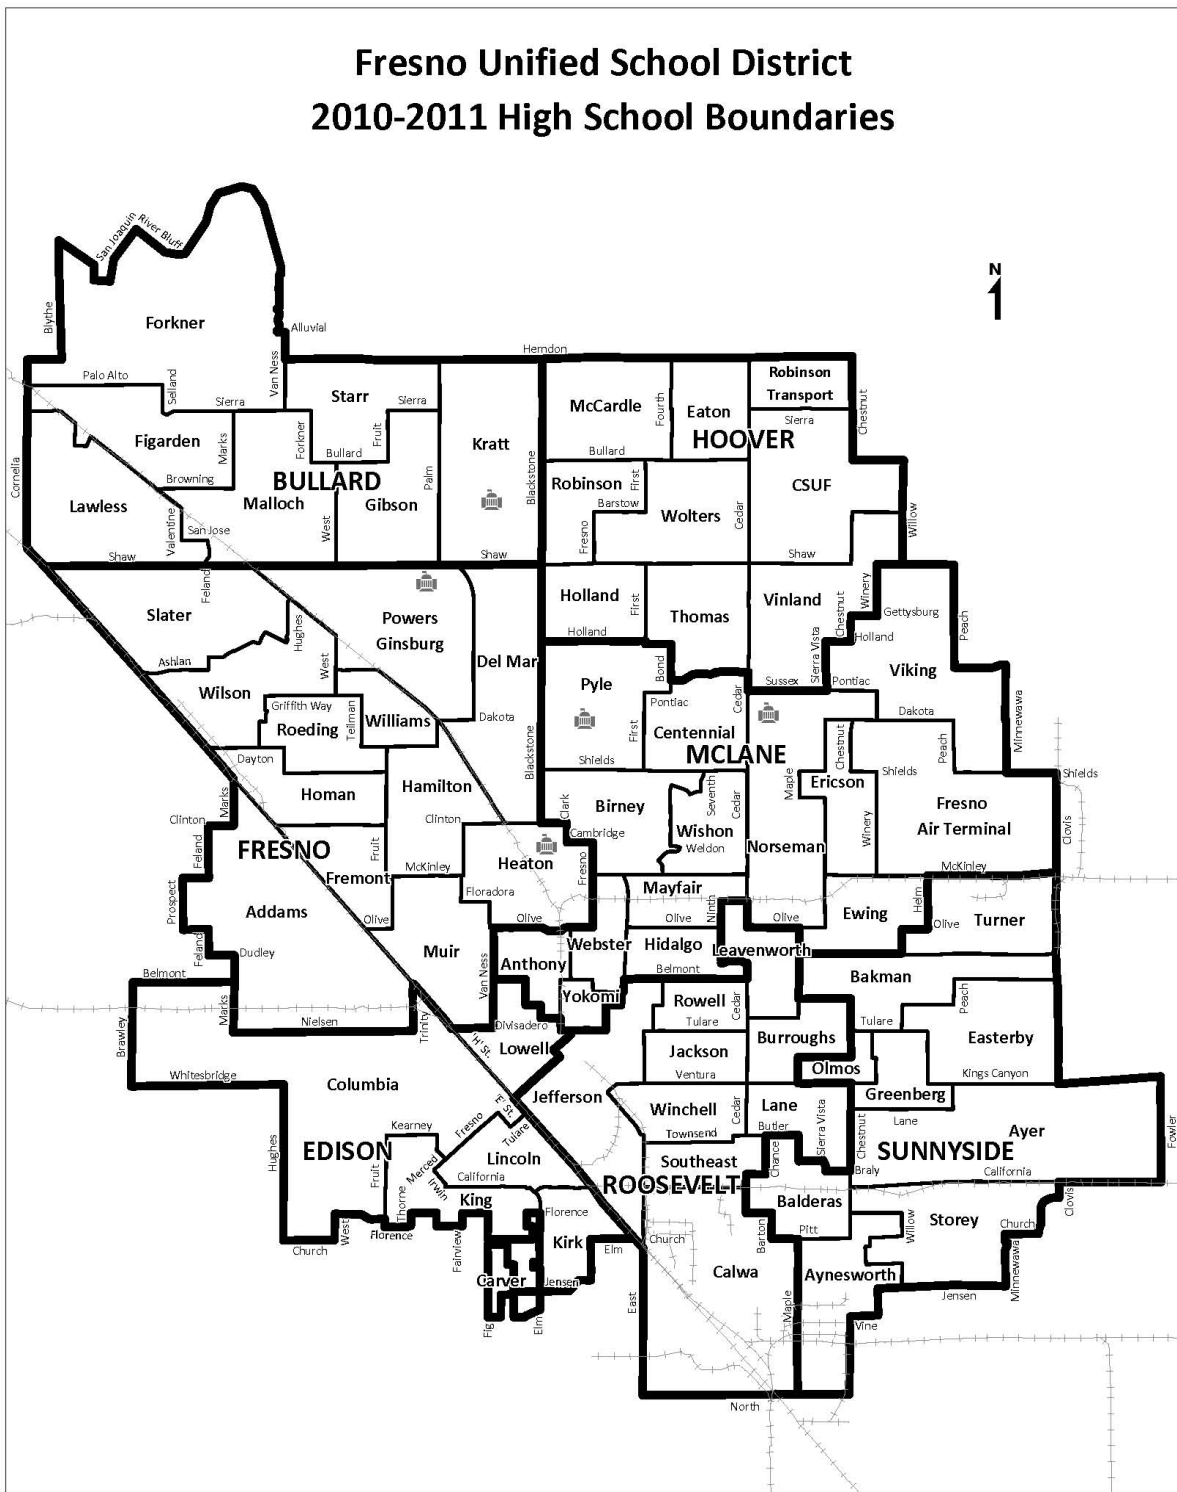 Fresno Unified School District
2010-2011 High School Boundaries
N
San Joaquin
River Bluff
Blythe
Forkner
Alluvial
Herndon
Van Ness
Palo Alto
Selland
Sierra
Starr
Sierra
McCardle
Fourth
Eaton
Robinson
Transport
Sierra
Chestnut
HOOVER
Figarden
Marks
Forkner
Fruit
Kratt
Bullard
Bullard
Browning
BULLARD
Cornelia
Lawless
Malloch
Gibson
Palm
Blackstone
Robinson
First
Barstow
Wolters
Cedar
CSUF
Willow
Valentine
San Jose
West
Fresno
Shaw
Shaw
Shaw
Feland
Slater
Hughes
Powers
Ginsburg
Holland
First
Holland
Thomas
Vinland
Winery
Chestnut
Gettysburg
Holland
Peach
Ashlan
West
Del Mar
Bond
Sierra Vista
Viking
Wilson
Pyle
Sussex
Pontiac
Pontiac
Cedar
Griffith Way
Roeding
Teilman
Williams
Dakota
First
Centennial
Dakota
Minnewawa
Dayton
Blackstone
MCLANE
Chestnut
Peach
Shields
Shields
Shields
Marks
Homan
Hamilton
Birney
Seventh
Cedar
Maple
Ericson
Fresno
Air Terminal
Clovis
Clinton
Clinton
Clark
Cambridge
Wishon
Weldon
Winery
Feland
FRESNO
Fruit
Norseman
McKinley
Heaton
Fresno
McKinley
Fremont
Floradora
Mayfair
Prospect
Addams
Olive
Olive
Olive
Ninth
Olive
Ewing
Helm
Olive
Turner
Feland
Dudley
Muir
Van Ness
Anthony
Webster
Hidalgo
Leavenworth
Belmont
Belmont
Bakman
Marks
Yokomi
Rowell
Cedar
Peach
Nielsen
Trinity
Divisadero
Tulare
Tulare
Brawley
'H' St.
Lowell
Jackson
Burroughs
Easterby
Whitesbridge
Columbia
Ventura
Olmos
Kings Canyon
'E' St.
Jefferson
Winchell
Cedar
Lane
Greenberg
Lane
Fresno
Tulare
Kearney
Butler
Sierra Vista
Chestnut
Ayer
Fowler
Townsend
EDISON
Hughes
Fruit
Merced
Lincoln
Southeast
Chance
SUNNYSIDE
Braly
California
Irwin
California
Thorne
King
ROOSEVELT
Balderas
Clovis
Florence
Storey
Church
Willow
West
Florence
Church
Fairview
Kirk
Elm
Church
Barton
Pitt
Carver
Jensen
Calwa
Aynesworth
Minnewawa
Jensen
Fig
Elm
East
Maple
Vine
North